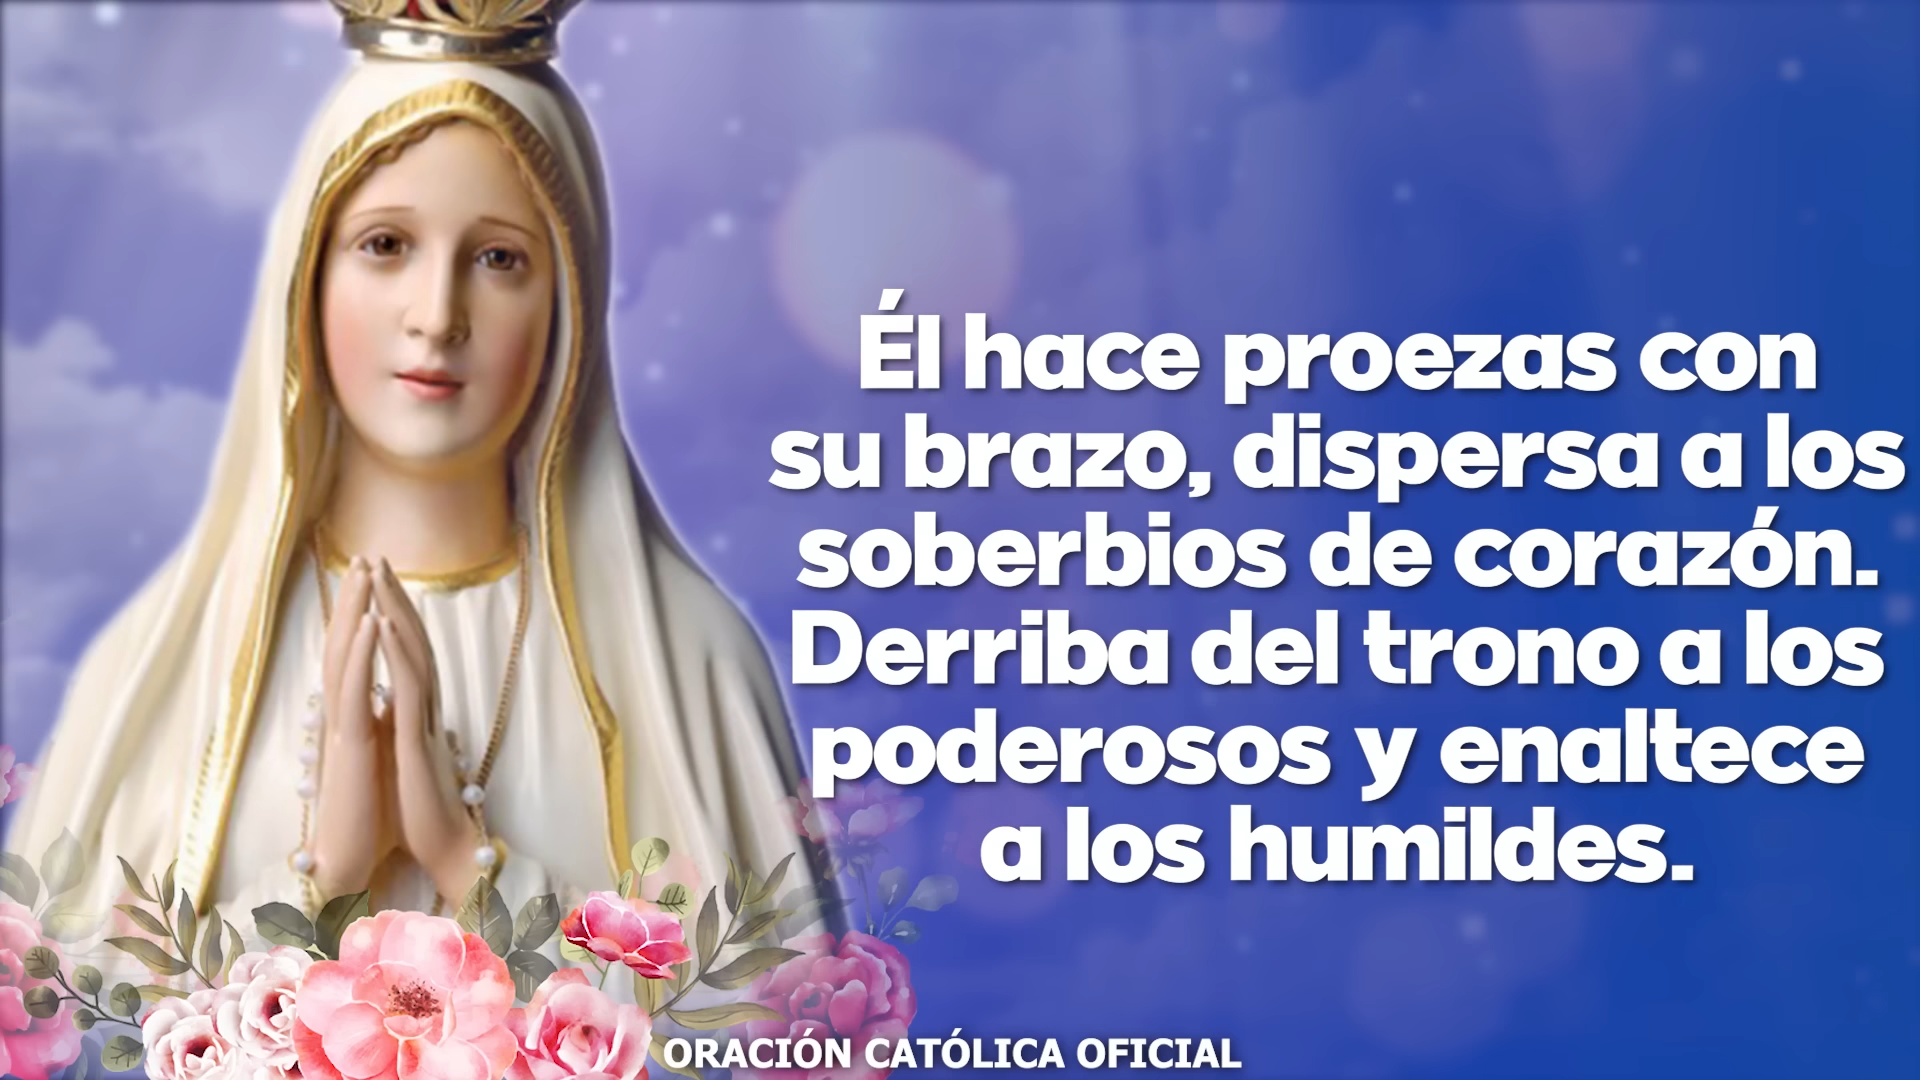 Él hace proezas con
su brazo, dispersa a los
soberbios de corazón.
Derriba del trono a los
poderosos y enaltece
a los humildes.
ORACIÓN CATÓLICA OFICIAL